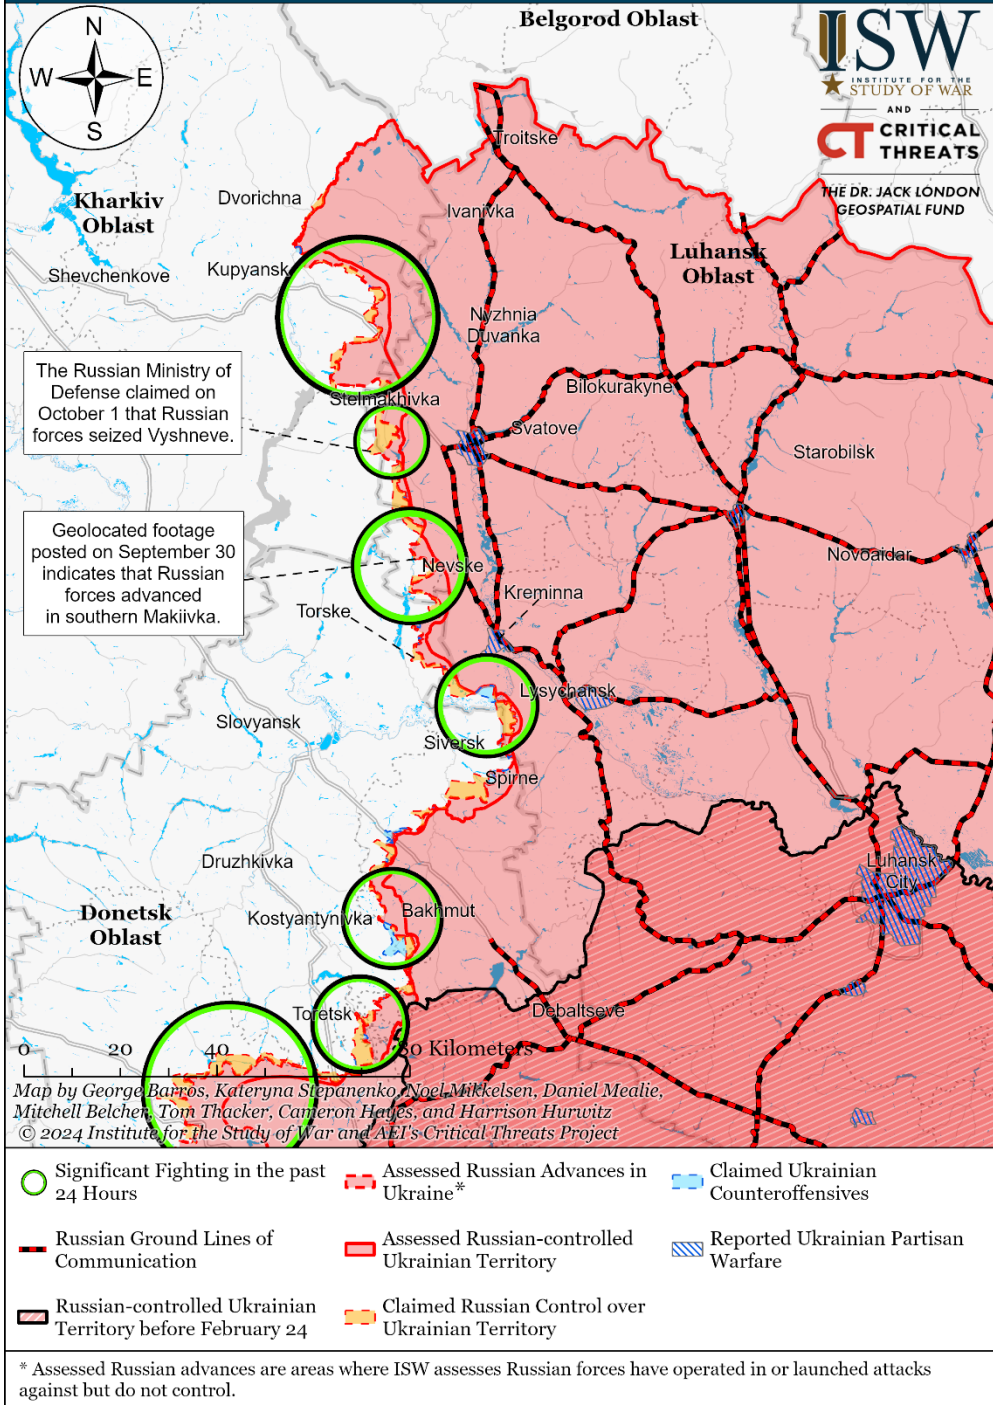 Belgorod Oblast
ISW
INSTITUTE FOR THE
STUDY OF WAR
AND
CT CRITICAL
THREATS
THE DR. JACK LONDON
GEOSPATIAL FUND
N
W E
S
Troitske
Dvorichna
Kharkiv
Oblast
Ivanivka
Shevchenkove
Kupyansk
Luhansk
Oblast
Nyzhnia
Duvanka
The Russian Ministry of
Defense claimed on
October 1 that Russian
forces seized Vyshneve.
Bilokurakyne
Stelmakhivka
Svatove
Starobilsk
Geolocated footage
posted on September 30
indicates that Russian
forces advanced
in southern Makiivka.
Nevske
Novoaidar
Kreminna
Torske
Lysychansk
Slovyansk
Siversk
Spirne
Druzhkivka
Luhansk
City
Donetsk
Oblast
Kostyantynivka
Bakhmut
Toretsk
Debaltseve
0 20 40 80 Kilometers
Map by George Barros, Kateryna Stepanenko, Noel Mikkelsen, Daniel Mealie,
Mitchell Belcher, Tom Thacker, Cameron Hayes, and Harrison Hurwitz
© 2024 Institute for the Study of War and AEI's Critical Threats Project
Significant Fighting in the past
24 Hours
Assessed Russian Advances in
Ukraine*
Claimed Ukrainian
Counteroffensives
Russian Ground Lines of
Communication
Assessed Russian-controlled
Ukrainian Territory
Reported Ukrainian Partisan
Warfare
Russian-controlled Ukrainian
Territory before February 24
Claimed Russian Control over
Ukrainian Territory
* Assessed Russian advances are areas where ISW assesses Russian forces have operated in or launched attacks
against but do not control.